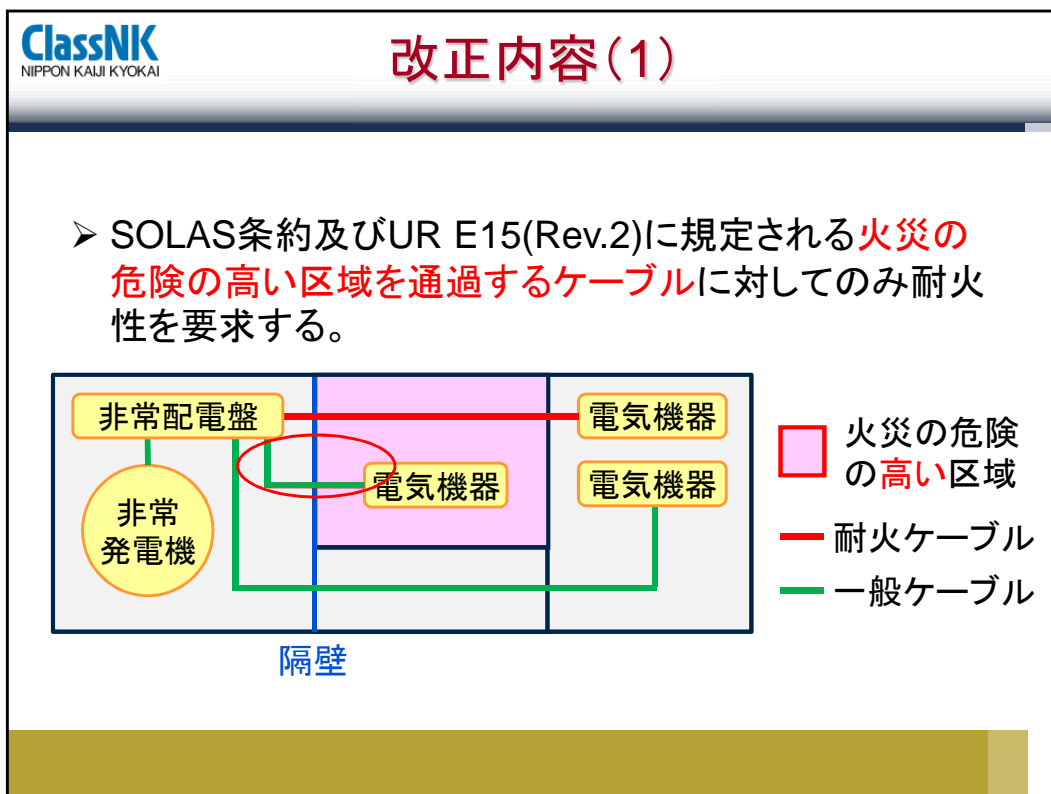 ClassNK
NIPPON KAIJI KYOKAI
改正内容(1)
➢ SOLAS条約及びUR E15(Rev.2)に規定される火災の
危険の高い区域を通過するケーブルに対してのみ耐火
性を要求する。
非常配電盤
電気機器
電気機器
電気機器
非常
発電機
隔壁
火災の危険
の高い区域
耐火ケーブル
一般ケーブル